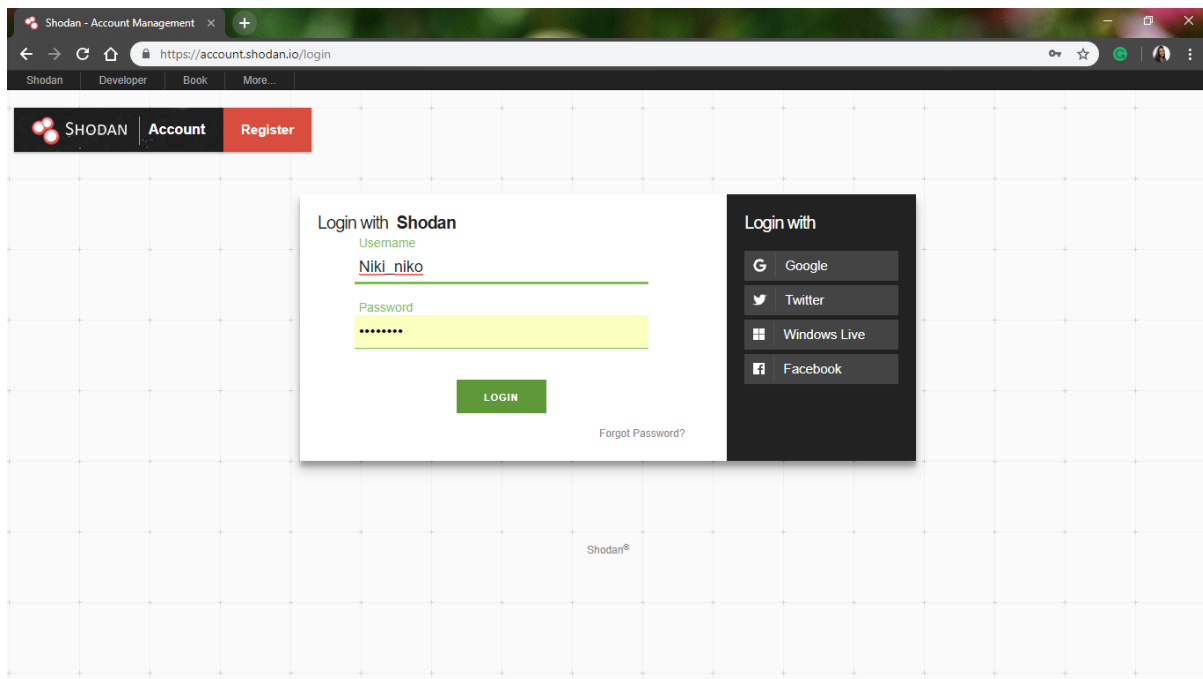 Shodan - Account Management
https://account.shodan.io/login
Shodan Developer Book More...
SHODAN Account Register
Login with Shodan
Username
Niki_niko
Password
••••••••
LOGIN
Forgot Password?
Login with
Google
Twitter
Windows Live
Facebook
Shodan®